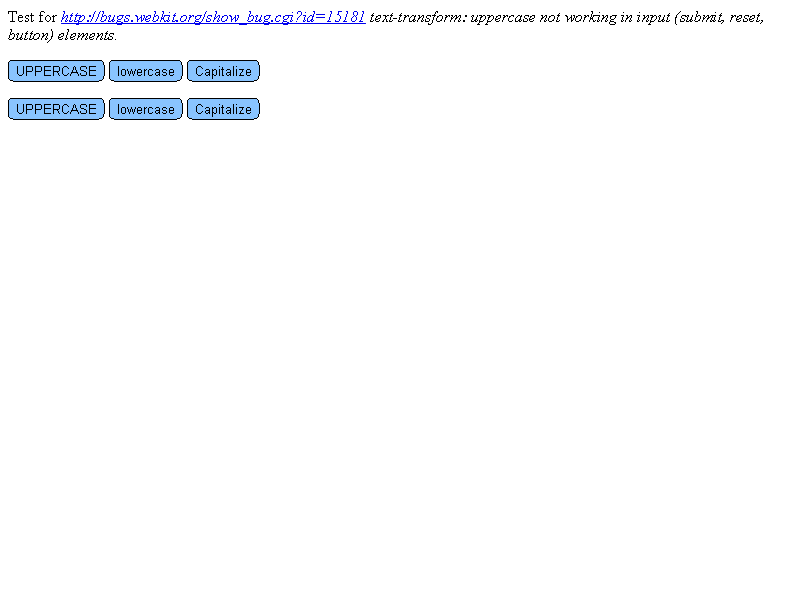 Test for http://bugs.webkit.org/show_bug.cgi?id=15181 text-transform: uppercase not working in input (submit, reset,
button) elements.
UPPERCASE lowercase Capitalize
UPPERCASE lowercase Capitalize